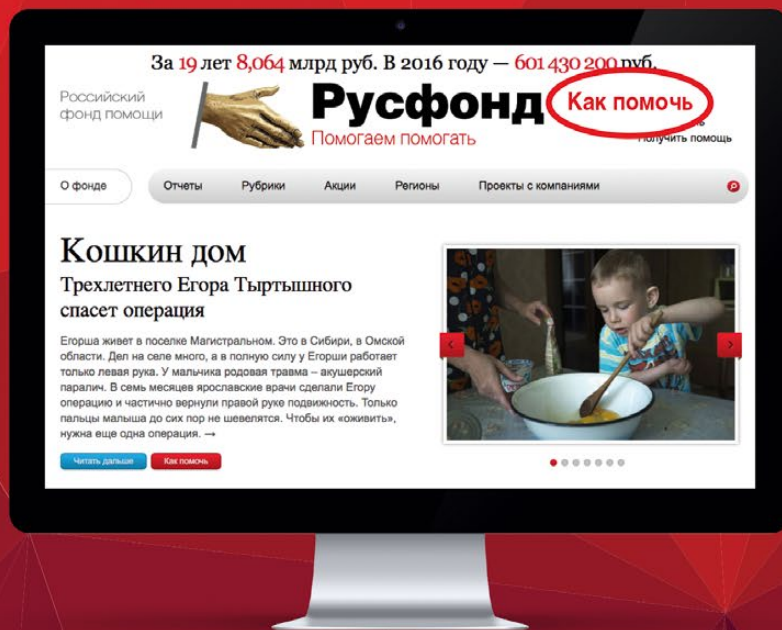 За 19 лет 8,064 млрд руб. В 2016 году — 601 430 200 руб.
Российский
фонд помощи
Русфонд
Помогаем помогать
Как помочь
Получить помощь
О фонде
Отчеты
Рубрики
Акции
Регионы
Проекты с компаниями
Кошкин дом
Трехлетнего Егора Тыртышного
спасет операция
Егорша живет в поселке Магистральном. Это в Сибири, в Омской
области. Дел на селе много, а в полную силу у Егорши работает
только левая рука. У мальчика родовая травма – акушерский
паралич. В семь месяцев ярославские врачи сделали Егору
операцию и частично вернули правой руке подвижность. Только
пальцы малыша до сих пор не шевелятся. Чтобы их «оживить»,
нужна еще одна операция. →
Читать дальше
Как помочь